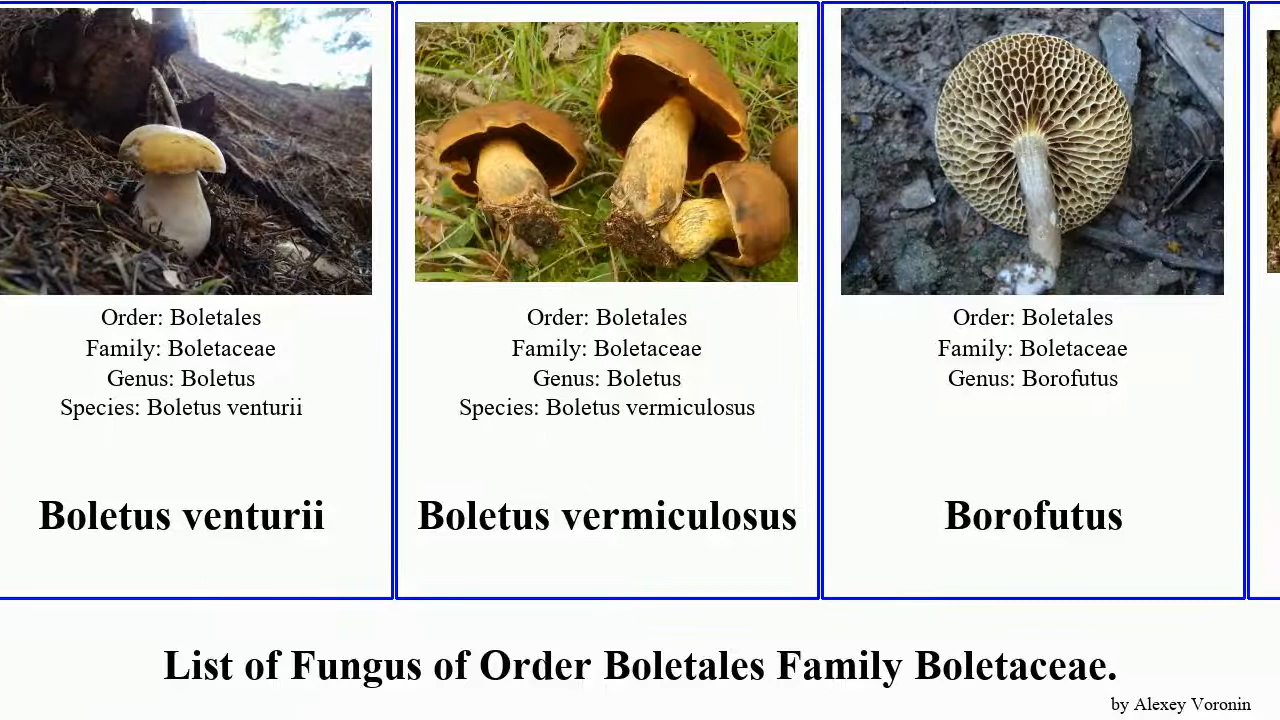 Order: Boletales
Family: Boletaceae
Genus: Boletus
Species: Boletus venturii
Boletus venturii
Order: Boletales
Family: Boletaceae
Genus: Boletus
Species: Boletus vermiculosus
Boletus vermiculosus
Order: Boletales
Family: Boletaceae
Genus: Borofutus
Borofutus
List of Fungus of Order Boletales Family Boletaceae.
by Alexey Voronin